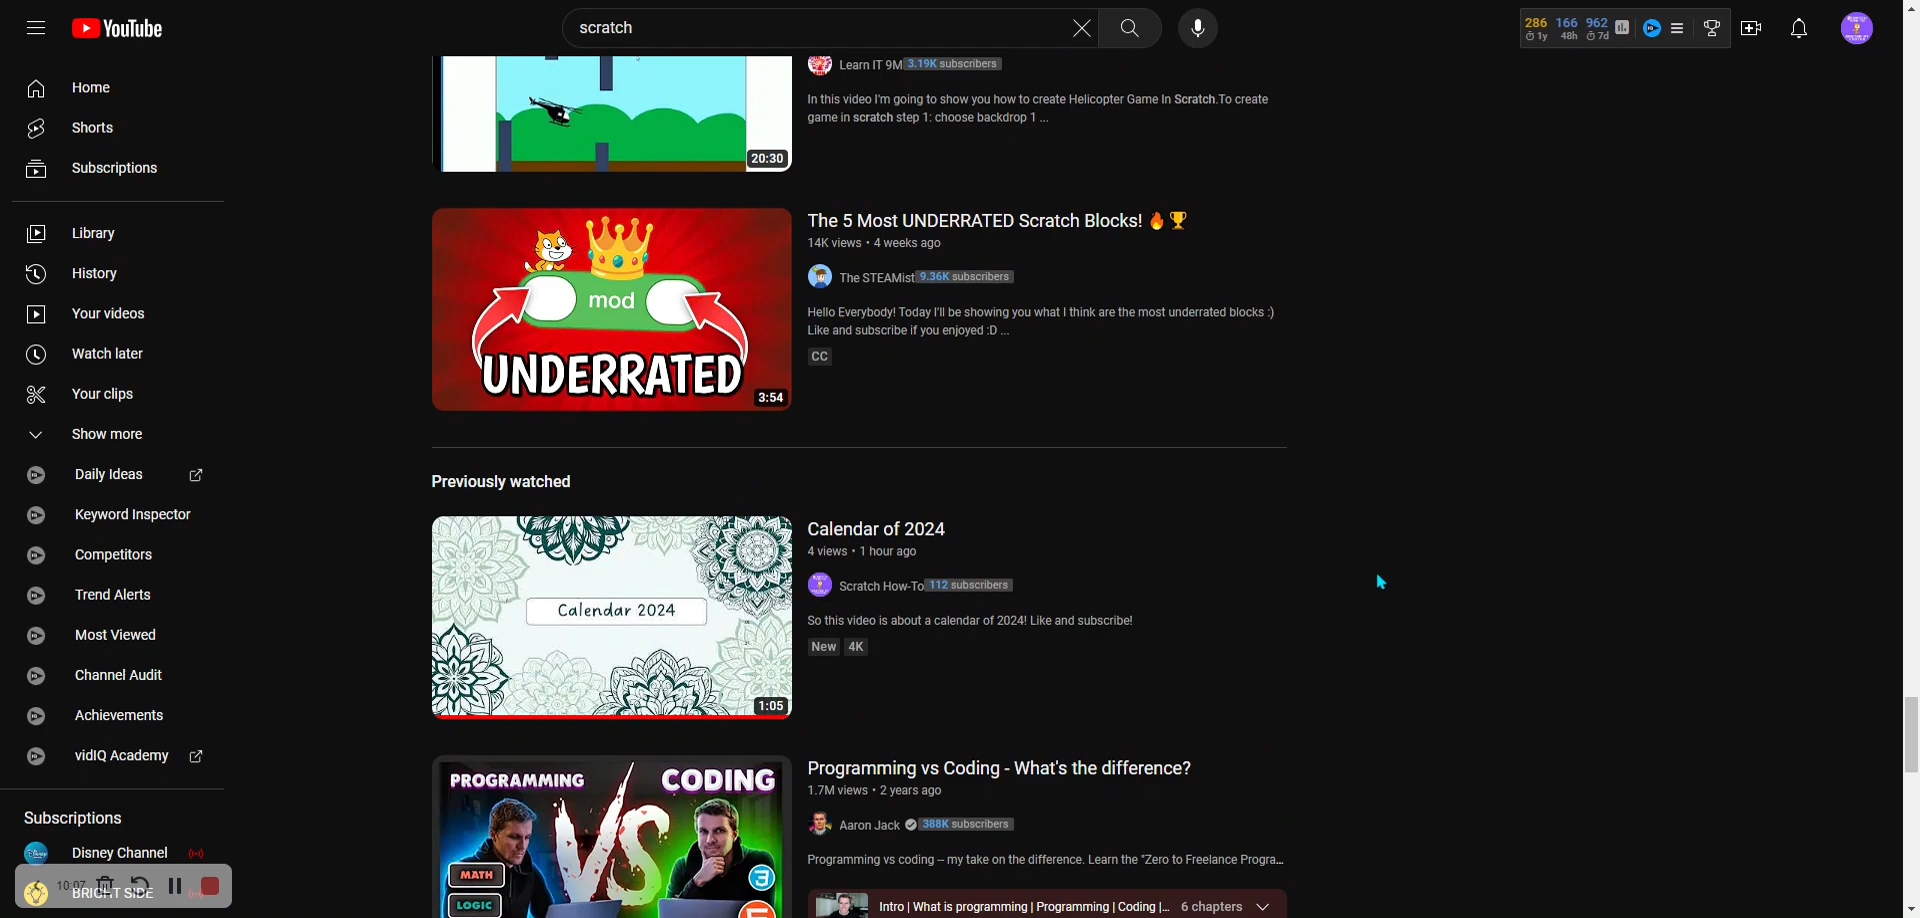 YouTube
scratch
286 166 962
1y 48h 7d
Home
Shorts
Subscriptions
Library
History
Your videos
Watch later
Your clips
Show more
Daily Ideas
Keyword Inspector
Competitors
Trend Alerts
Most Viewed
Channel Audit
Achievements
vidIQ Academy
Subscriptions
Disney Channel
BRIGHT SIDE
10:07
20:30
Learn IT 9M 3.19K subscribers
In this video I'm going to show you how to create Helicopter Game In Scratch.To create
game in scratch step 1: choose backdrop 1 ...
mod
UNDERRATED
3:54
The 5 Most UNDERRATED Scratch Blocks! 🔥🏆
14K views • 4 weeks ago
The STEAMist 9.36K subscribers
Hello Everybody! Today I'll be showing you what I think are the most underrated blocks :)
Like and subscribe if you enjoyed :D ...
CC
Previously watched
Calendar 2024
1:05
Calendar of 2024
4 views • 1 hour ago
Scratch How-To 112 subscribers
So this video is about a calendar of 2024! Like and subscribe!
New 4K
PROGRAMMING CODING
VS
MATH
LOGIC
Programming vs Coding - What's the difference?
1.7M views • 2 years ago
Aaron Jack 388K subscribers
Programming vs coding – my take on the difference. Learn the "Zero to Freelance Progra...
Intro | What is programming | Programming | Coding |... 6 chapters